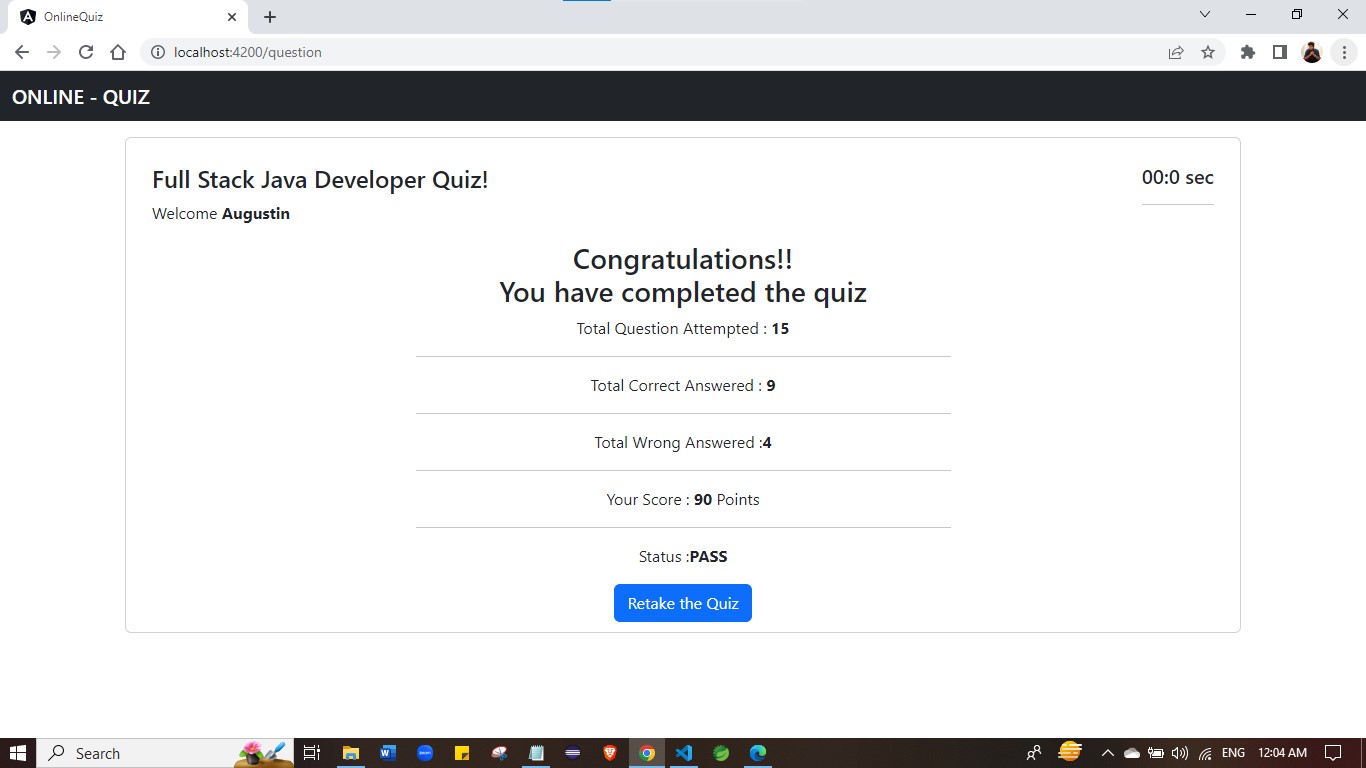 OnlineQuiz
localhost:4200/question
ONLINE - QUIZ
Full Stack Java Developer Quiz!
00:0 sec
Welcome Augustin
Congratulations!!
You have completed the quiz
Total Question Attempted : 15
Total Correct Answered : 9
Total Wrong Answered :4
Your Score : 90 Points
Status :PASS
Retake the Quiz
Search
ENG
12:04 AM